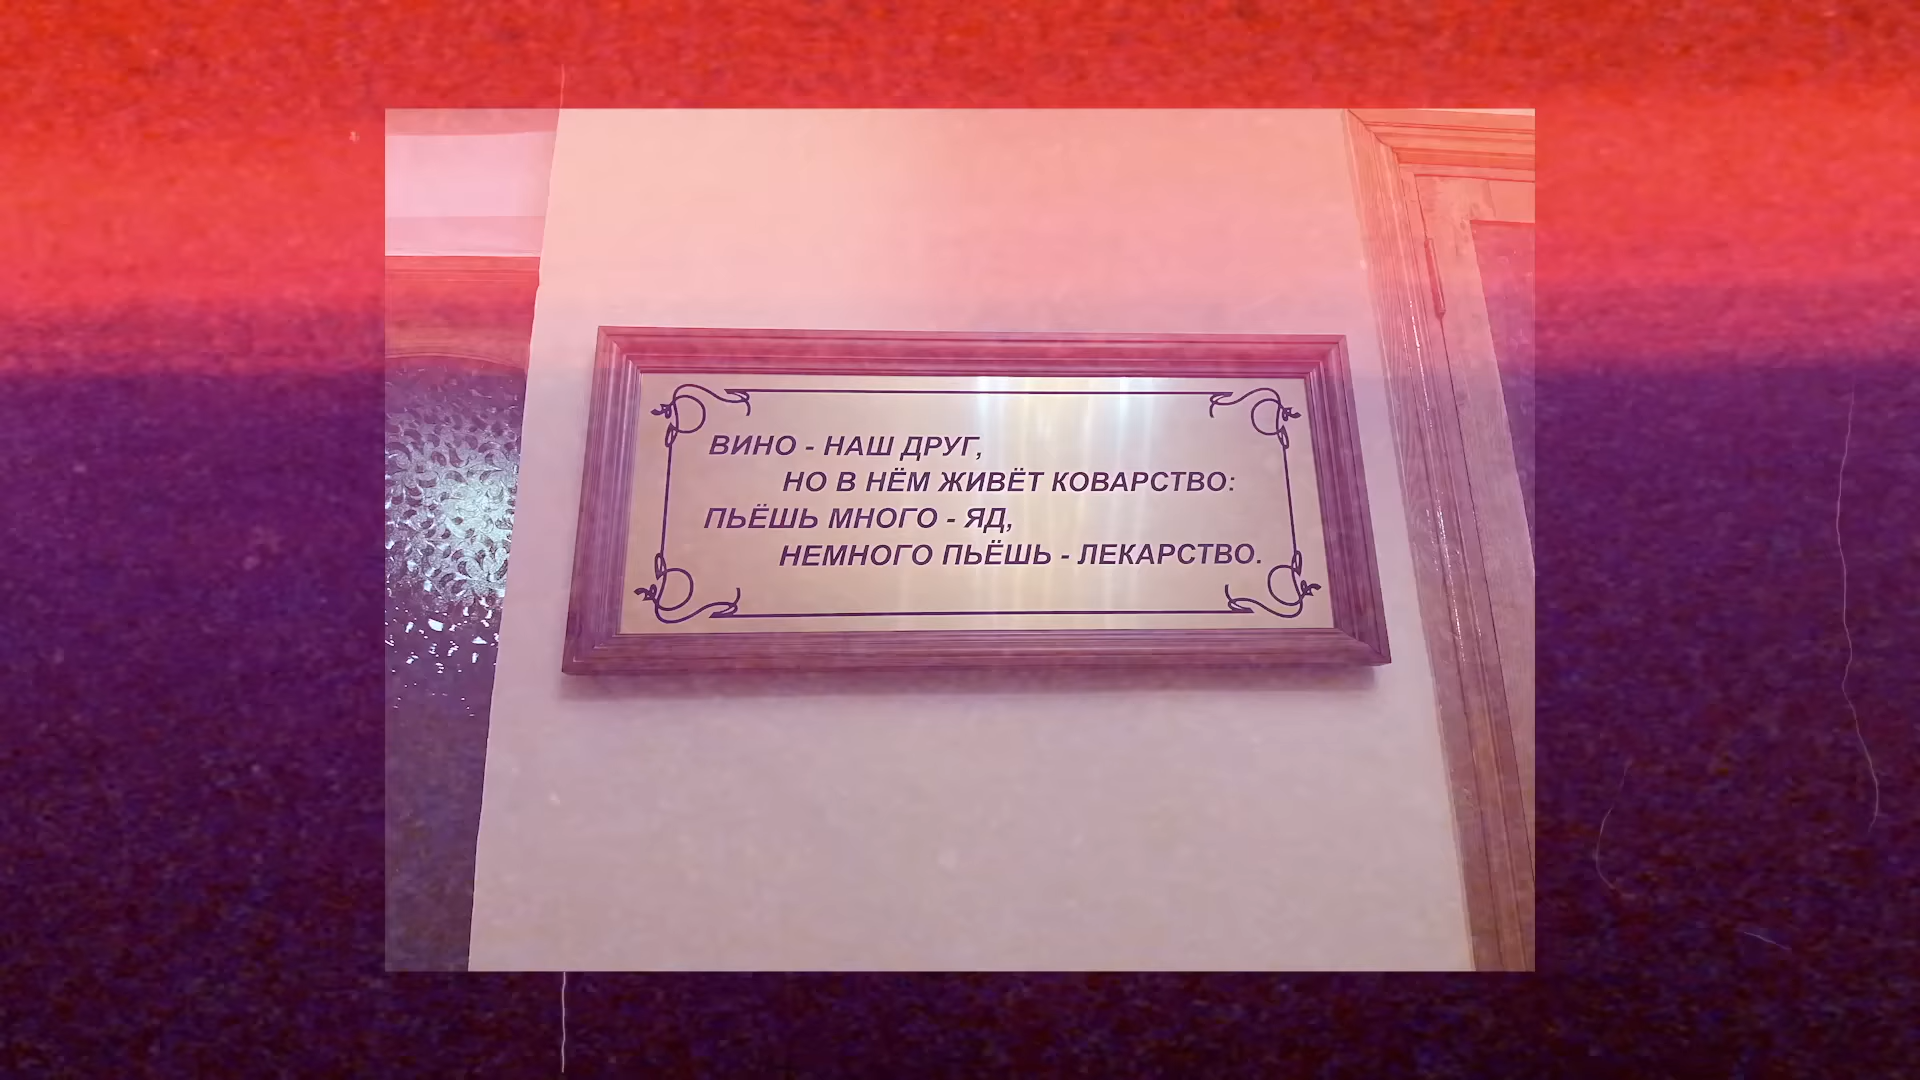 ВИНО - НАШ ДРУГ,
НО В НЁМ ЖИВЁТ КОВАРСТВО:
ПЬЁШЬ МНОГО - ЯД,
НЕМНОГО ПЬЁШЬ - ЛЕКАРСТВО.